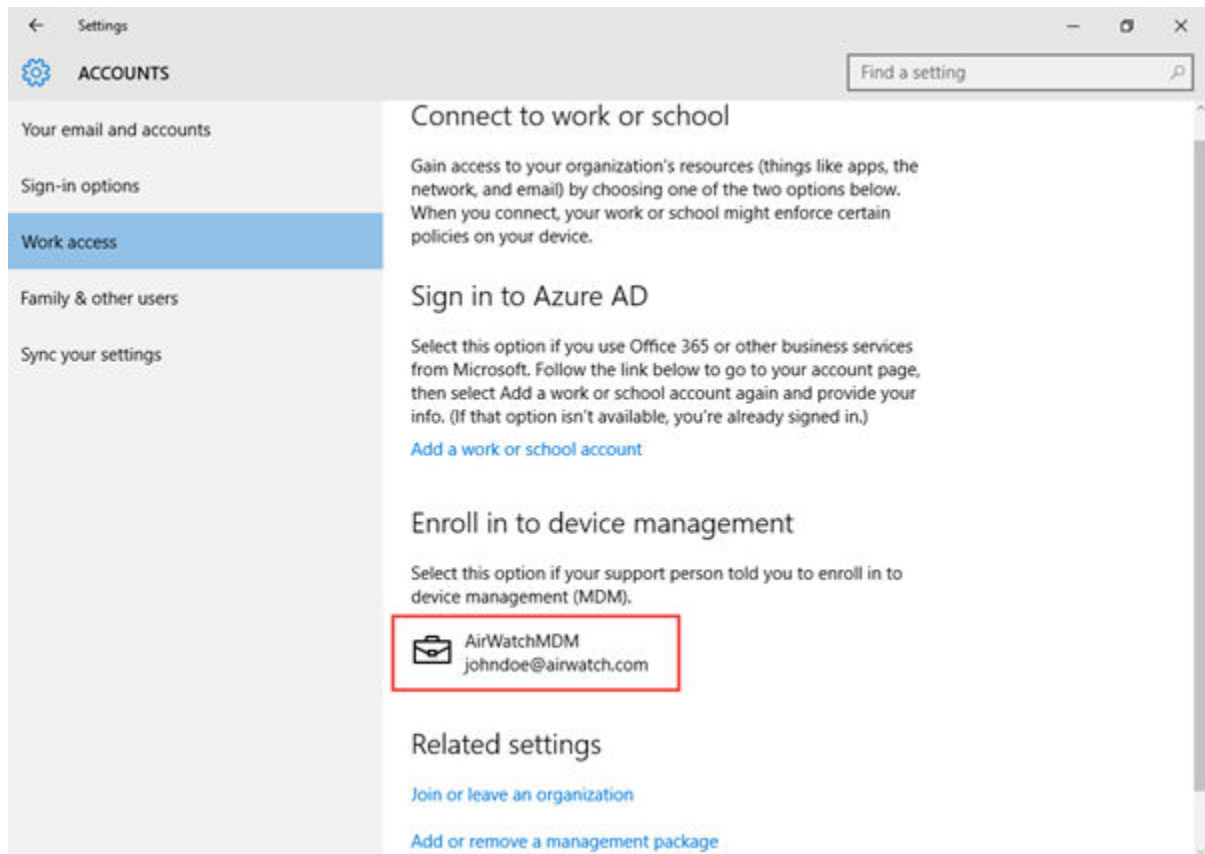 Settings
ACCOUNTS
Find a setting
Your email and accounts
Sign-in options
Work access
Family & other users
Sync your settings
Connect to work or school
Gain access to your organization's resources (things like apps, the
network, and email) by choosing one of the two options below.
When you connect, your work or school might enforce certain
policies on your device.
Sign in to Azure AD
Select this option if you use Office 365 or other business services
from Microsoft. Follow the link below to go to your account page,
then select Add a work or school account again and provide your
info. (If that option isn't available, you're already signed in.)
Add a work or school account
Enroll in to device management
Select this option if your support person told you to enroll in to
device management (MDM).
AirWatchMDM
johndoe@airwatch.com
Related settings
Join or leave an organization
Add or remove a management package